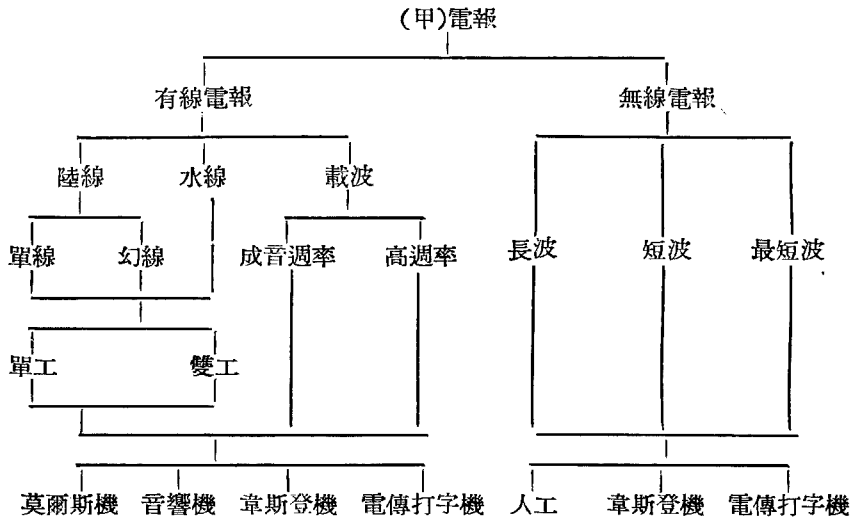 (甲)電報
有線電報 無線電報
陸線 水線 載波
單線 幻線 成音週率 高週率 長波 短波 最短波
單工 雙工
莫爾斯機 音響機 韋斯登機 電傳打字機 人工 韋斯登機 電傳打字機